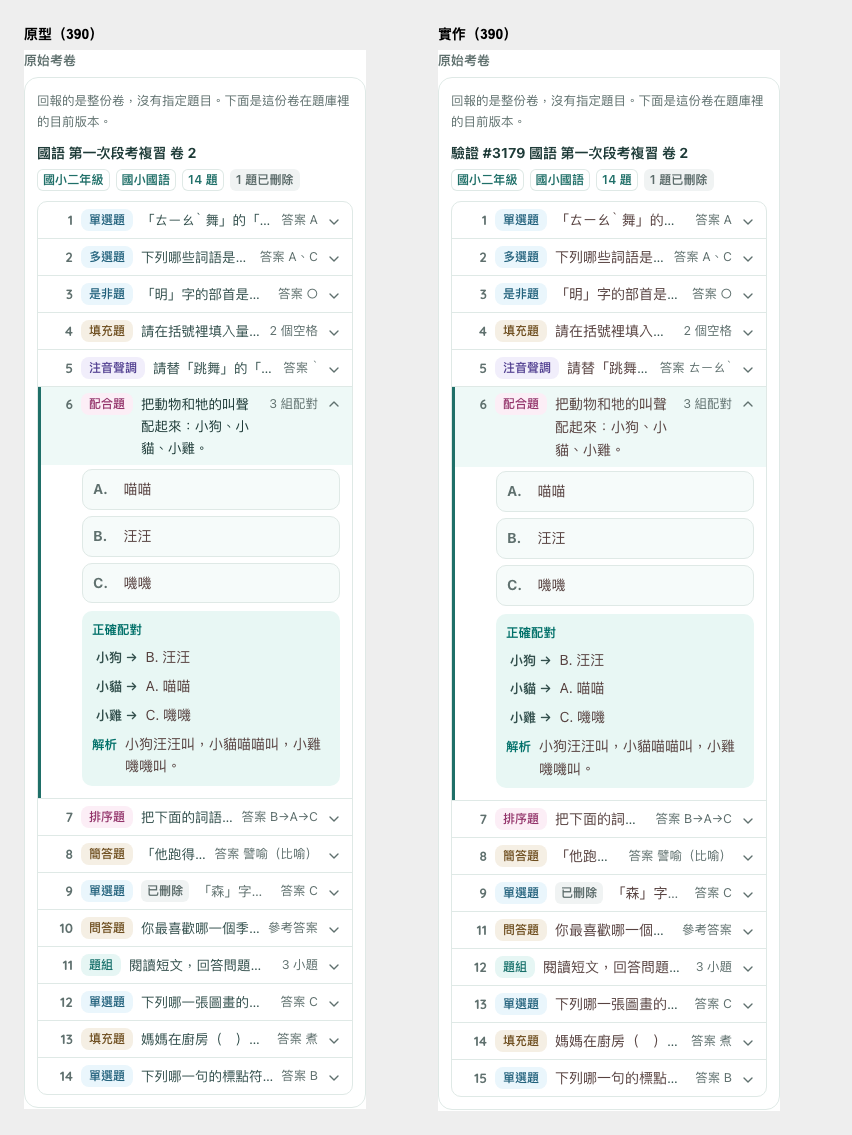 原型（390）
原始考卷
回報的是整份卷，沒有指定題目。下面是這份卷在題庫裡
的目前版本。
國語 第一次段考複習 卷 2
國小二年級 國小國語 14 題 1 題已刪除
1 單選題 「ㄊㄧㄠˋ 舞」的「... 答案 A
2 多選題 下列哪些詞語是... 答案 A、C
3 是非題 「明」字的部首是... 答案 〇
4 填充題 請在括號裡填入量... 2 個空格
5 注音聲調 請替「跳舞」的「... 答案 ˋ
6 配合題 把動物和牠的叫聲 3 組配對
配起來：小狗、小
貓、小雞。
A. 喵喵
B. 汪汪
C. 嘰嘰
正確配對
小狗 → B. 汪汪
小貓 → A. 喵喵
小雞 → C. 嘰嘰
解析 小狗汪汪叫，小貓喵喵叫，小雞
嘰嘰叫。
7 排序題 把下面的詞語... 答案 B→A→C
8 簡答題 「他跑得... 答案 譬喻（比喻）
9 單選題 已刪除 「森」字... 答案 C
10 問答題 你最喜歡哪一個季... 參考答案
11 題組 閱讀短文，回答問題... 3 小題
12 單選題 下列哪一張圖畫的... 答案 C
13 填充題 媽媽在廚房（　）... 答案 煮
14 單選題 下列哪一句的標點符... 答案 B
實作（390）
原始考卷
回報的是整份卷，沒有指定題目。下面是這份卷在題庫裡
的目前版本。
驗證 #3179 國語 第一次段考複習 卷 2
國小二年級 國小國語 14 題 1 題已刪除
1 單選題 「ㄊㄧㄠˋ 舞」的... 答案 A
2 多選題 下列哪些詞語是... 答案 A、C
3 是非題 「明」字的部首是... 答案 〇
4 填充題 請在括號裡填入... 2 個空格
5 注音聲調 請替「跳舞... 答案 ㄊㄧㄠˋ
6 配合題 把動物和牠的叫聲 3 組配對
配起來：小狗、小
貓、小雞。
A. 喵喵
B. 汪汪
C. 嘰嘰
正確配對
小狗 → B. 汪汪
小貓 → A. 喵喵
小雞 → C. 嘰嘰
解析 小狗汪汪叫，小貓喵喵叫，小雞
嘰嘰叫。
7 排序題 把下面的詞... 答案 B→A→C
8 簡答題 「他跑... 答案 譬喻（比喻）
9 單選題 已刪除 「森」字... 答案 C
11 問答題 你最喜歡哪一個... 參考答案
12 題組 閱讀短文，回答問題... 3 小題
13 單選題 下列哪一張圖畫的... 答案 C
14 填充題 媽媽在廚房（　）... 答案 煮
15 單選題 下列哪一句的標點... 答案 B